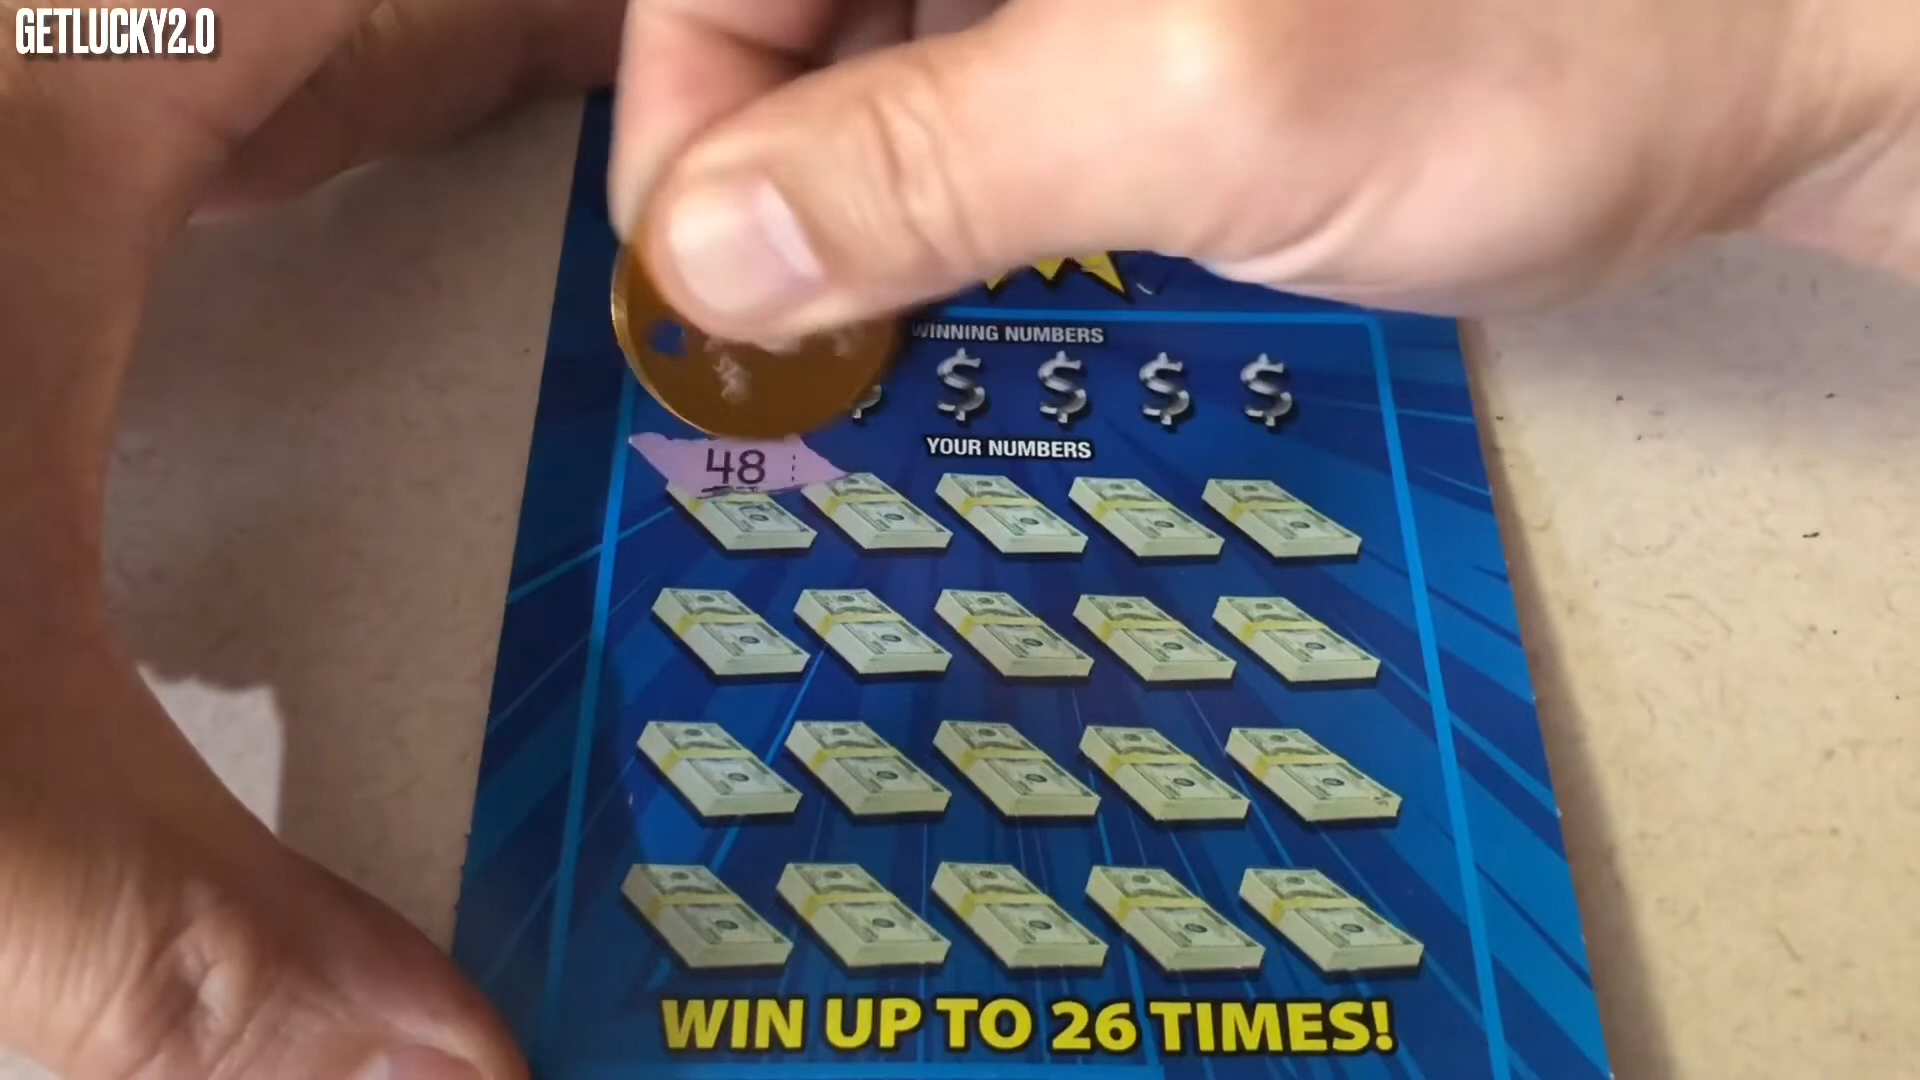 GETLUCKY2.0
WINNING NUMBERS
$ $ $ $ $
YOUR NUMBERS
48
WIN UP TO 26 TIMES!